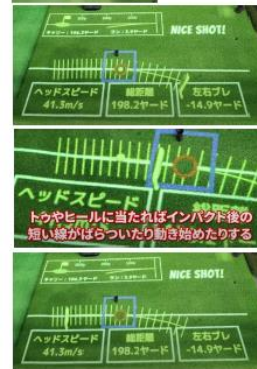 NICE SHOT!
ヘッドスピード
41.3m/s
総距離
198.2ヤード
左右ブレ
-14.9ヤード
ヘッドスピード
トゥやヒールに当たればインパクト後の
短い線がばらついたり動き始めたりする
NICE SHOT!
ヘッドスピード
41.3m/s
総距離
198.2ヤード
左右ブレ
-14.9ヤード